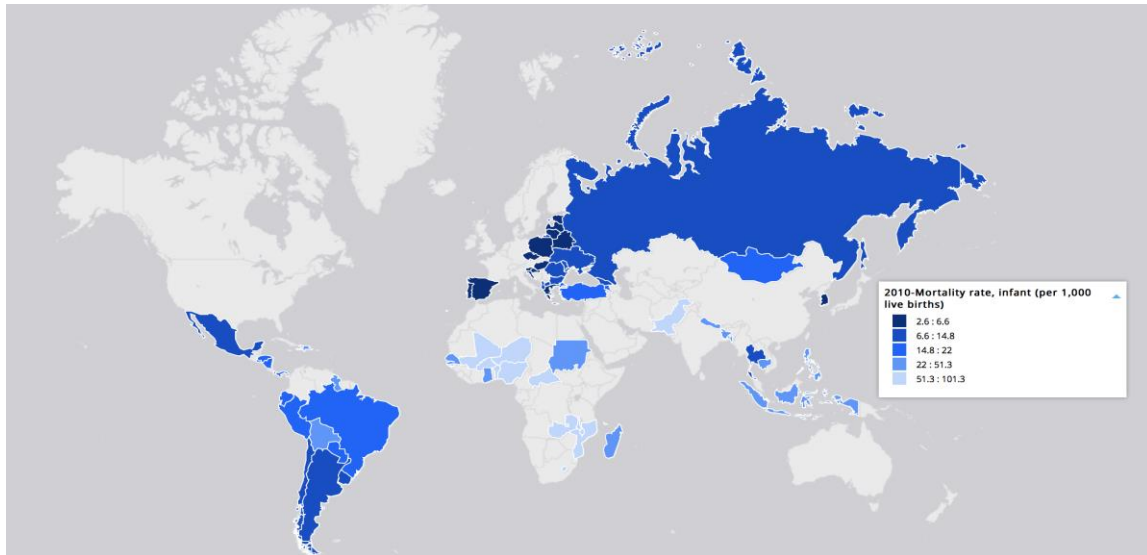 2010-Mortality rate, infant (per 1,000
live births)
2.6 : 6.6
6.6 : 14.8
14.8 : 22
22 : 51.3
51.3 : 101.3